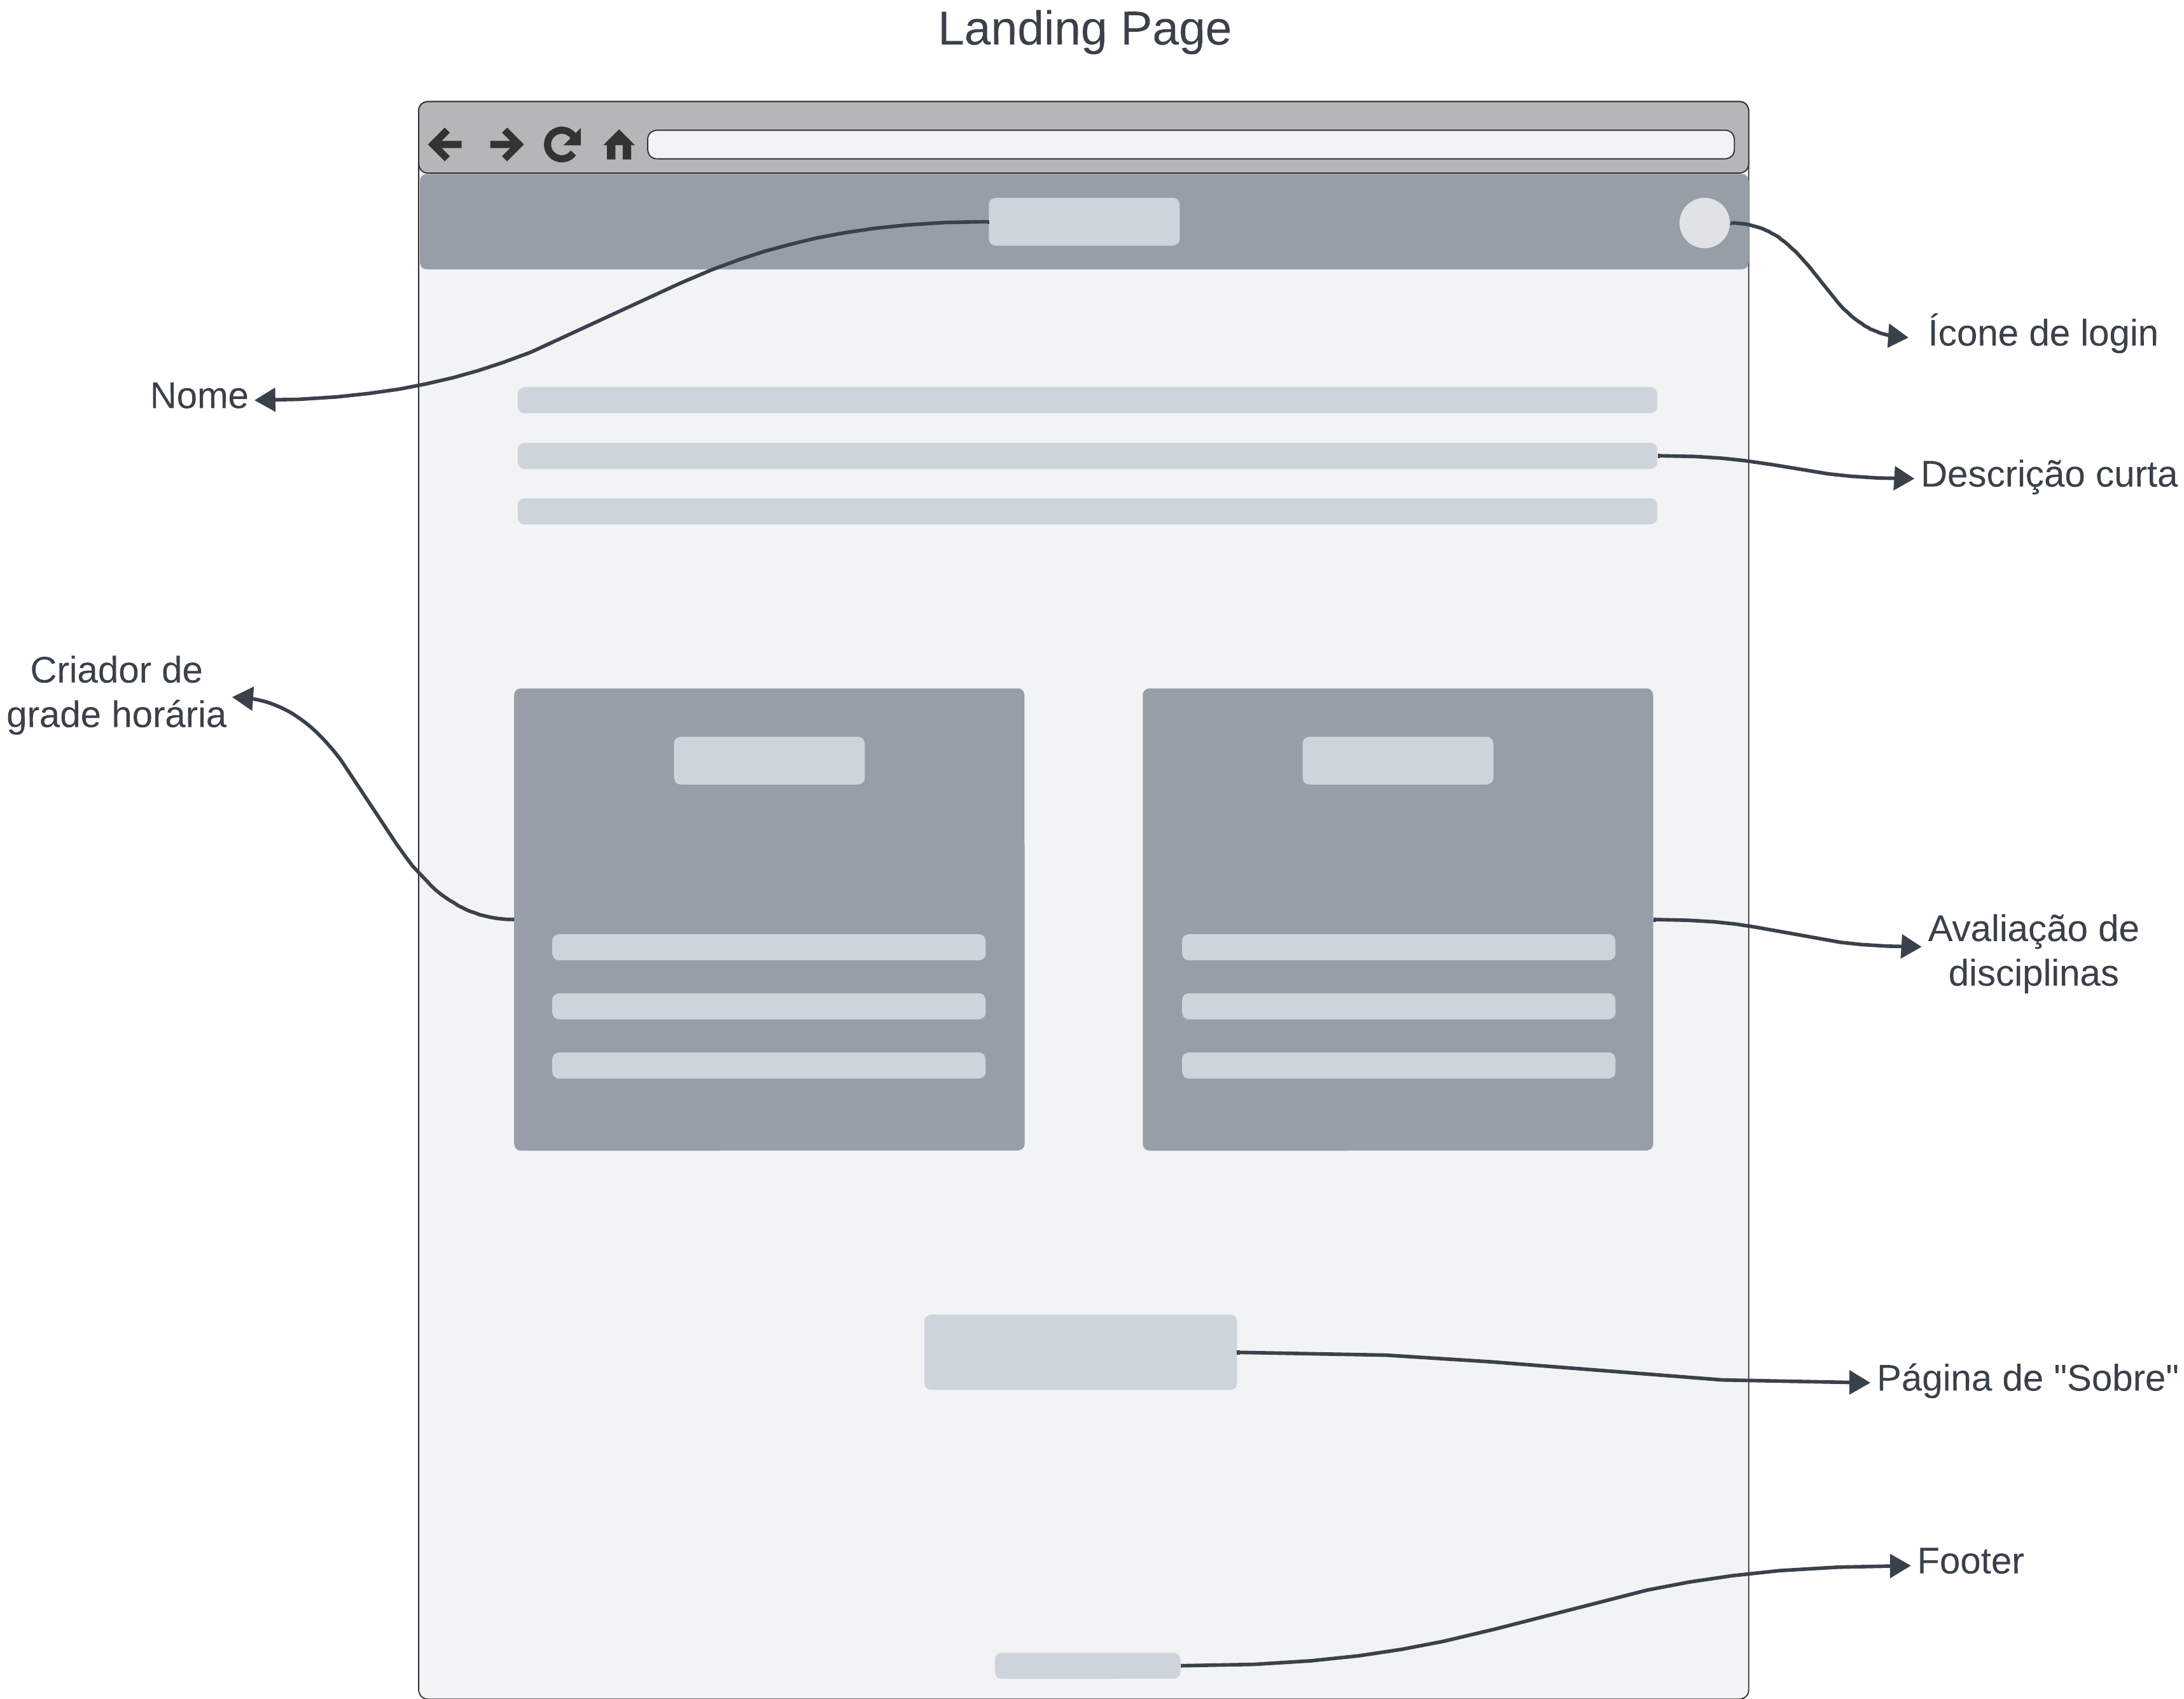 Landing Page
Ícone de login
Nome
Descrição curta
Criador de
grade horária
Avaliação de
disciplinas
Página de "Sobre"
Footer